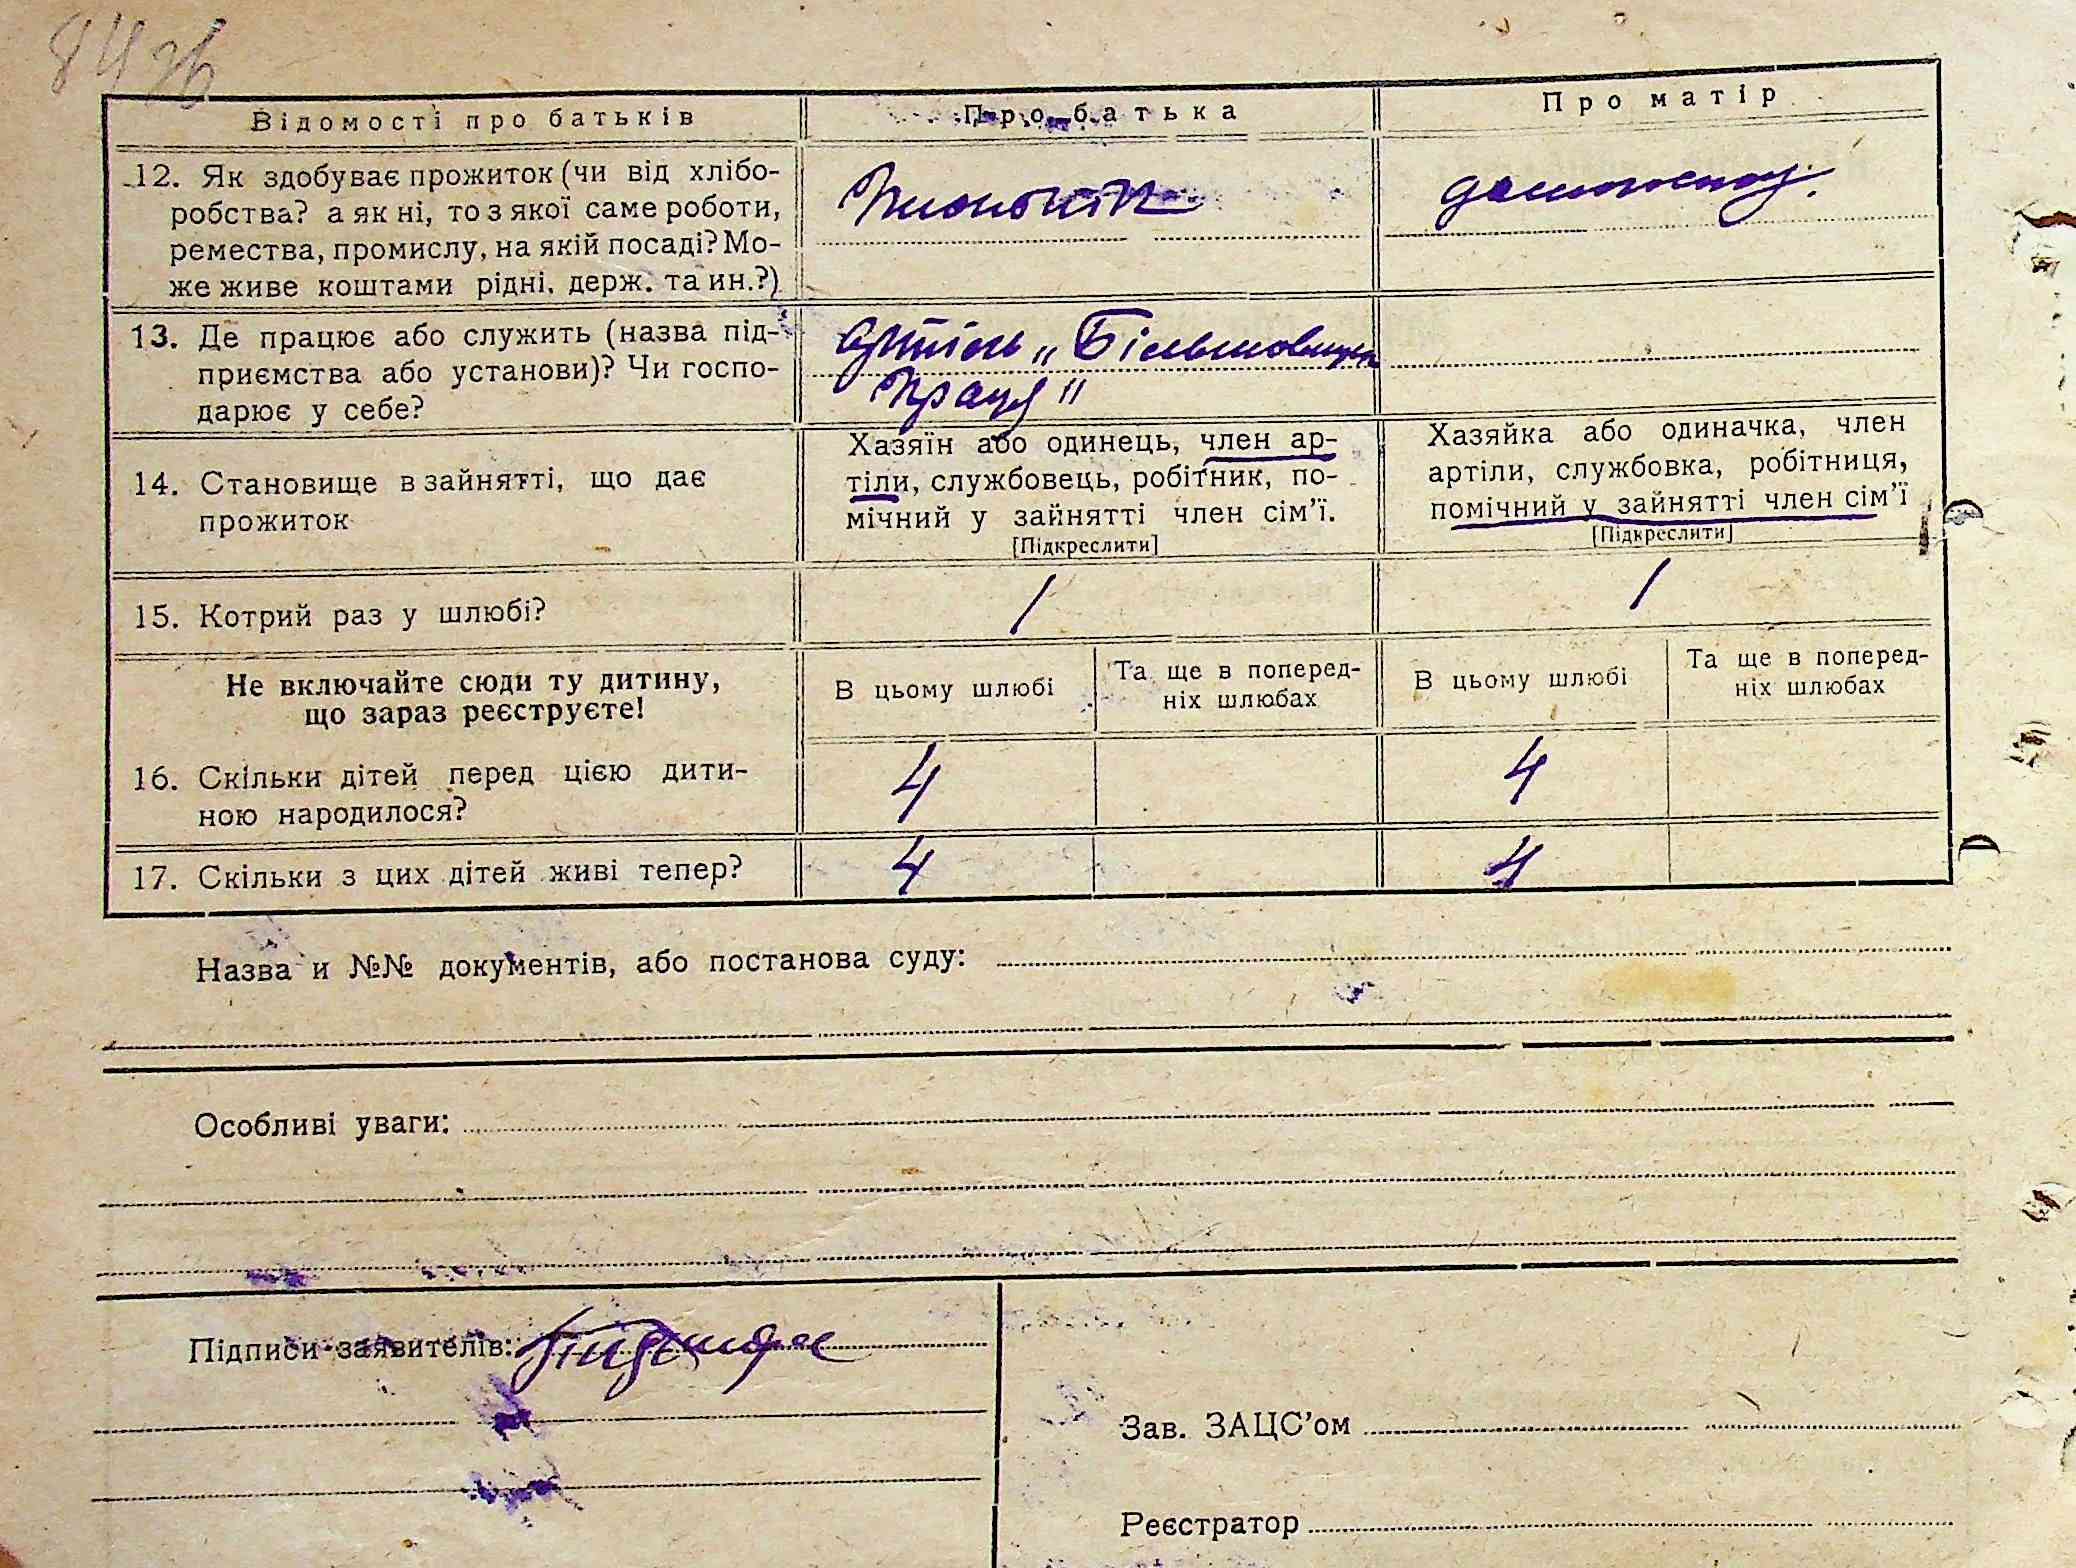 84 зв
Відомості про батьків
Про батька
Про матір
12. Як здобуває прожиток (чи від хлібо-
робства? а як ні, то з якої саме роботи,
ремества, промислу, на якій посаді? Мо-
же живе коштами рідні, держ. та ин.?)
домогоспод.
13. Де працює або служить (назва під-
приємства або установи)? Чи госпо-
дарює у себе?
Артіль „Більшовицьк
праця"
14. Становище в зайнятті, що дає
прожиток
Хазяїн або одинець, член ар-
тіли, службовець, робітник, по-
мічний у зайнятті член сім'ї.
[Підкреслити]
Хазяйка або одиначка, член
артіли, службовка, робітниця,
помічний у зайнятті член сім'ї
[Підкреслити]
15. Котрий раз у шлюбі?
1
1
Не включайте сюди ту дитину,
що зараз реєструєте!
В цьому шлюбі
Та ще в поперед-
ніх шлюбах
В цьому шлюбі
Та ще в поперед-
ніх шлюбах
16. Скільки дітей перед цією дити-
ною народилося?
4
4
17. Скільки з цих дітей живі тепер?
4
4
Назва и №№ документів, або постанова суду:
Особливі уваги:
Підписи заявителів:
Зав. ЗАЦС'ом
Реєстратор